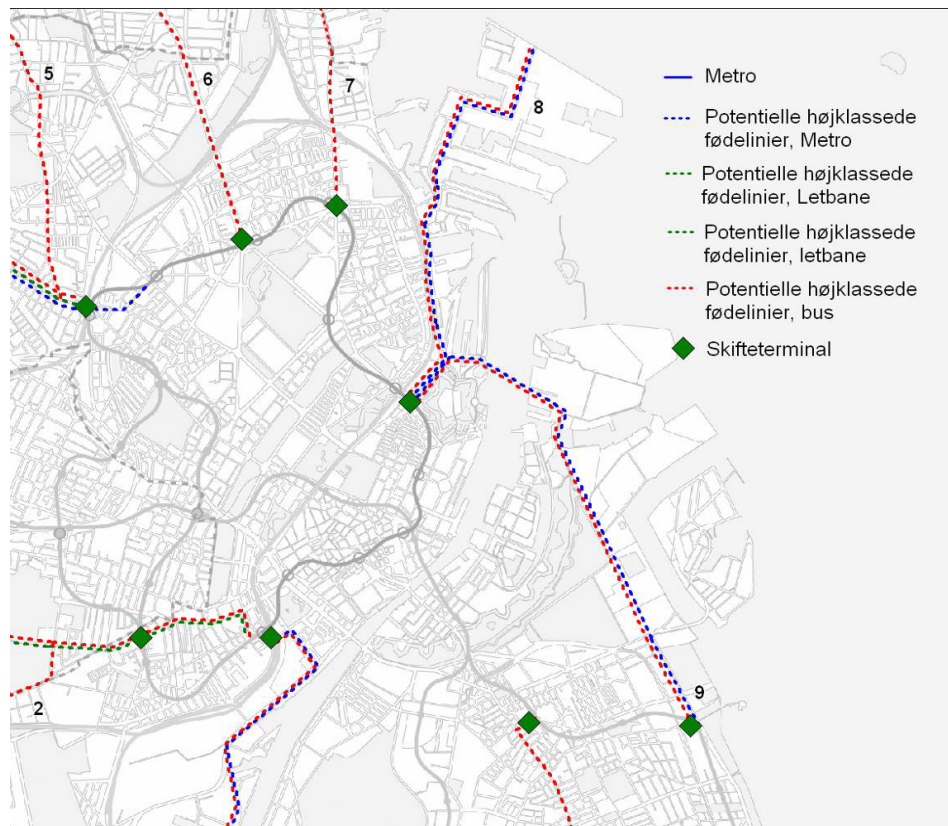 5
6
7
8
9
2
Metro
Potentielle højklassede
fødelinier, Metro
Potentielle højklassede
fødelinier, Letbane
Potentielle højklassede
fødelinier, letbane
Potentielle højklassede
fødelinier, bus
Skifteterminal